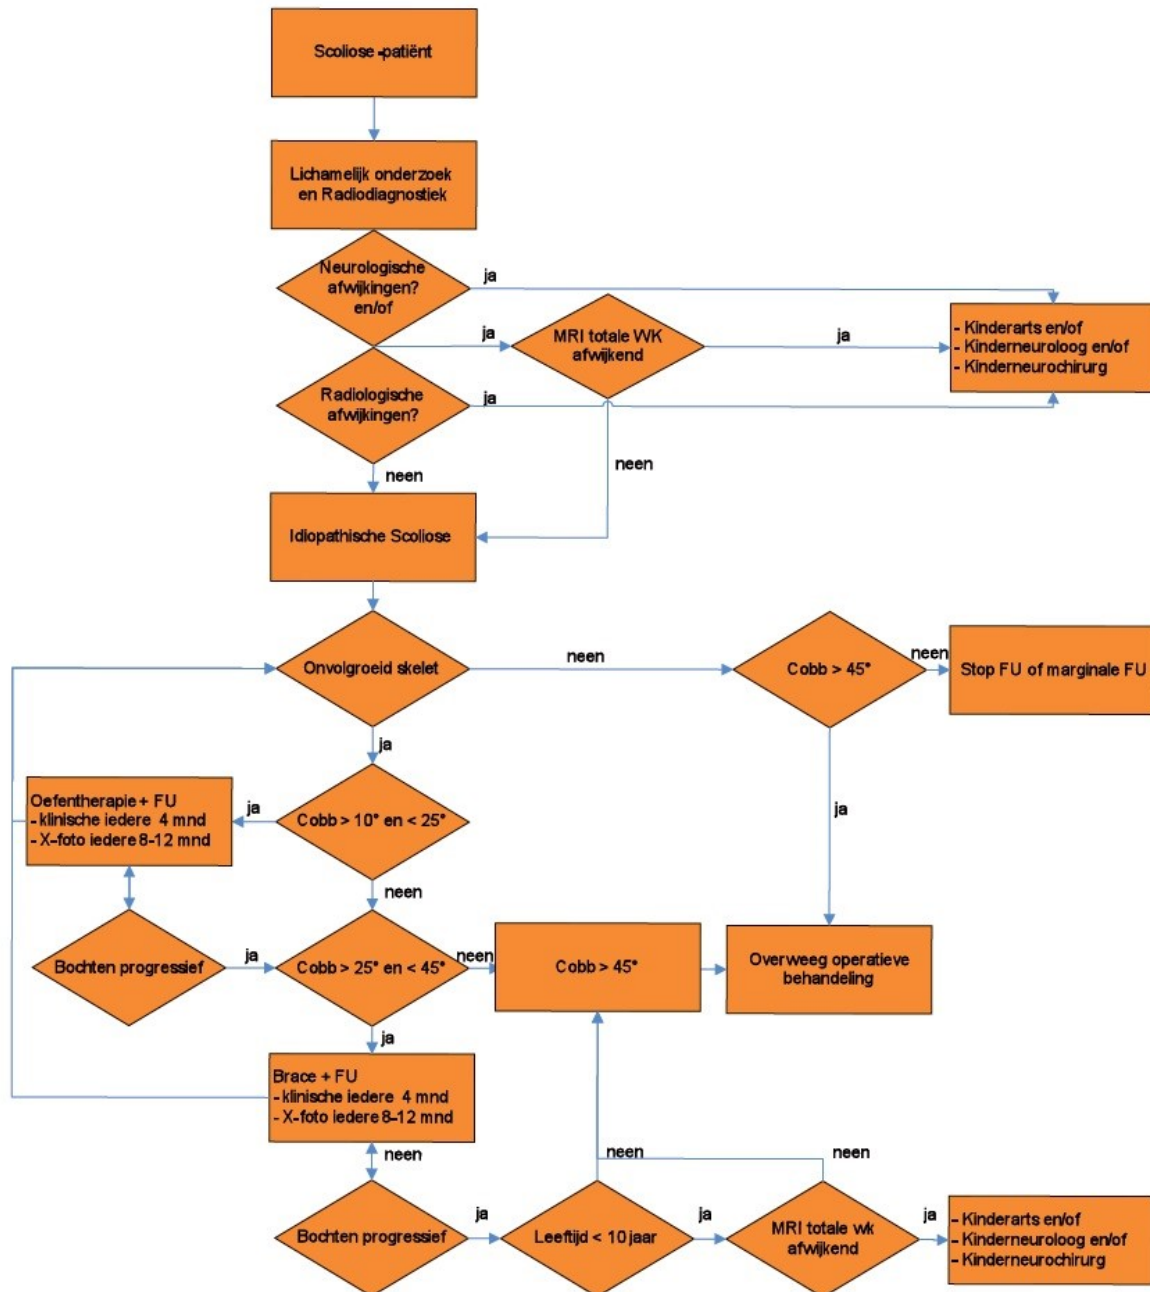 Scoliose-patiënt
Lichamelijk onderzoek
en Radiodiagnostiek
Neurologische
afwijkingen?
en/of
ja
ja
MRI totale WK
afwijkend
ja
- Kinderarts en/of
- Kinderneuroloog en/of
- Kinderneurochirurg
Radiologische
afwijkingen?
ja
neen
neen
Idiopathische Scoliose
Onvolgroeid skelet
neen
Cobb > 45°
neen
Stop FU of marginale FU
ja
ja
Oefentherapie + FU
- klinische iedere 4 mnd
- X-foto iedere 8-12 mnd
ja
Cobb > 10° en < 25°
neen
Bochten progressief
ja
Cobb > 25° en < 45°
neen
Cobb > 45°
Overweeg operatieve
behandeling
ja
Brace + FU
- klinische iedere 4 mnd
- X-foto iedere 8-12 mnd
neen
neen
neen
Bochten progressief
ja
Leeftijd < 10 jaar
ja
MRI totale wk
afwijkend
ja
- Kinderarts en/of
- Kinderneuroloog en/of
- Kinderneurochirurg